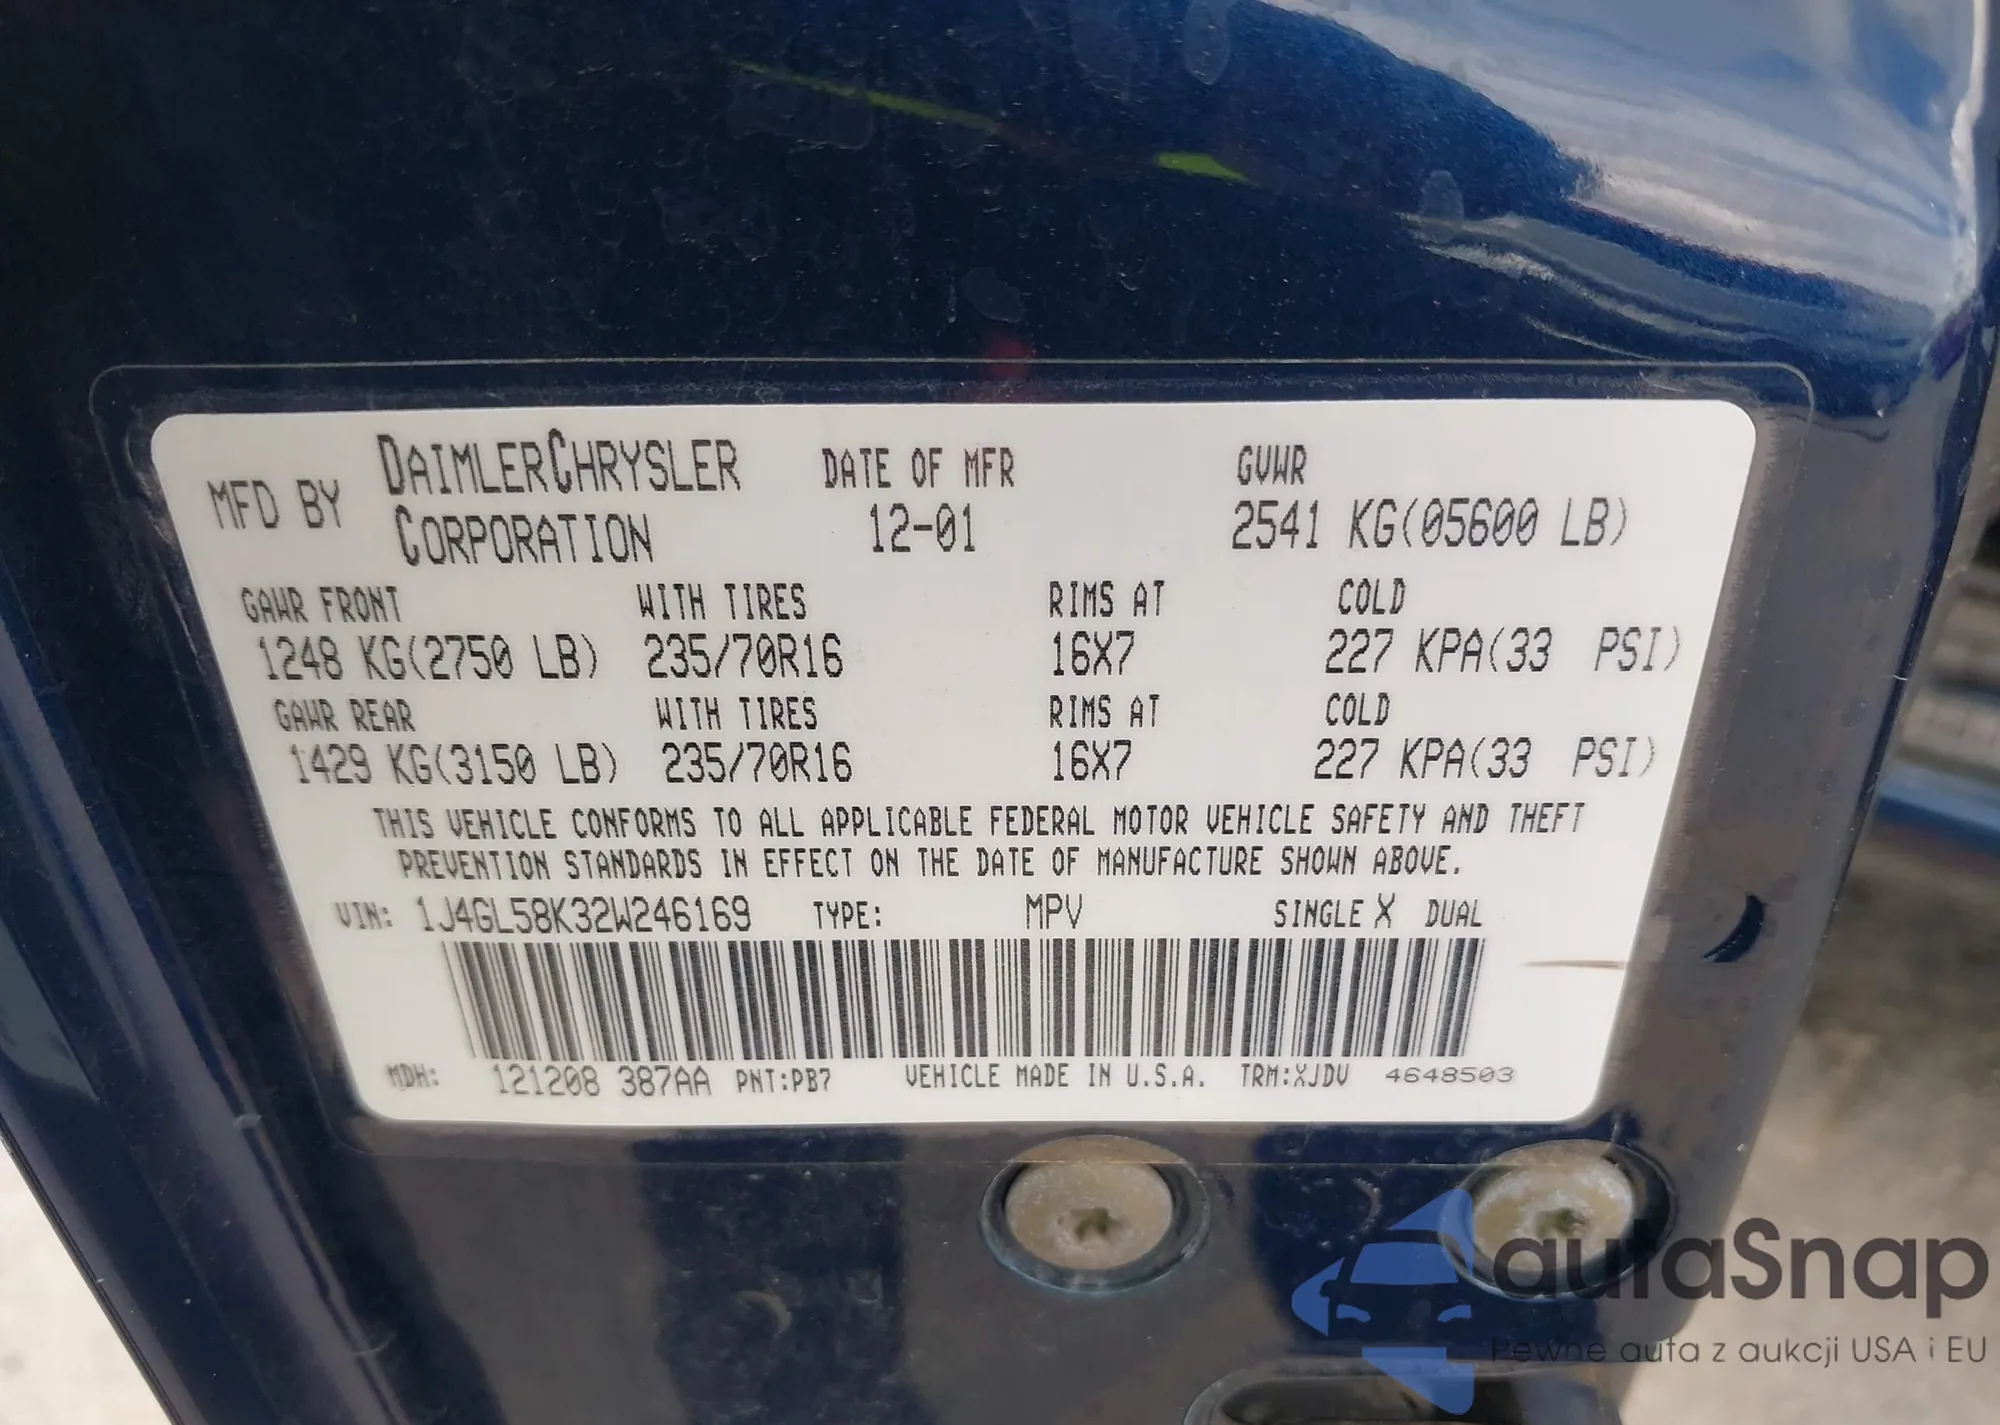 MFD BY DAIMLERCHRYSLER CORPORATION DATE OF MFR 12-01 GVWR 2541 KG(05600 LB)
GAWR FRONT WITH TIRES RIMS AT COLD
1248 KG(2750 LB) 235/70R16 16X7 227 KPA(33 PSI)
GAWR REAR WITH TIRES RIMS AT COLD
1429 KG(3150 LB) 235/70R16 16X7 227 KPA(33 PSI)
THIS VEHICLE CONFORMS TO ALL APPLICABLE FEDERAL MOTOR VEHICLE SAFETY AND THEFT
PREVENTION STANDARDS IN EFFECT ON THE DATE OF MANUFACTURE SHOWN ABOVE.
VIN: 1J4GL58K32W246169 TYPE: MPV SINGLE X DUAL
MDH: 121208 387AA PNT:PB7 VEHICLE MADE IN U.S.A. TRM:XJDV 4648503
autaSnap
Pewne auta z aukcji USA i EU